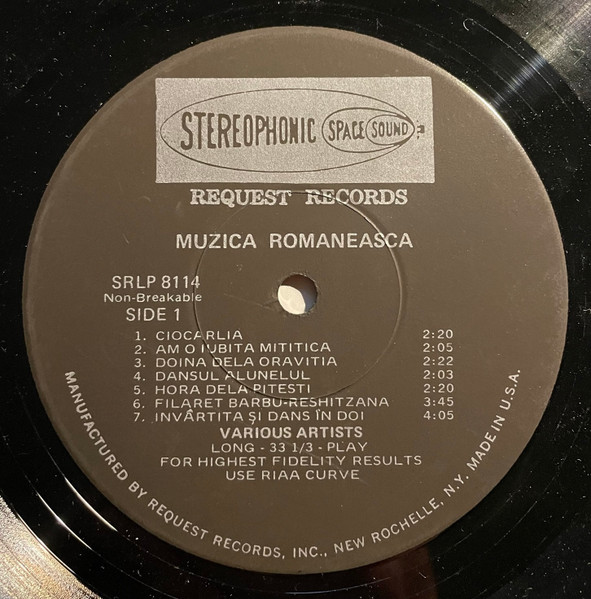 STEREOPHONIC SPACE SOUND
REQUEST RECORDS
MUZICA ROMANEASCA
SRLP 8114
Non-Breakable
SIDE 1
1. CIOCARLIA 2:20
2. AM O IUBITA MITITICA 2:05
3. DOINA DELA ORAVITIA 2:22
4. DANSUL ALUNELUL 2:03
5. HORA DELA PITESTI 2:20
6. FILARET BARBU-RESHITZANA 3:45
7. INVÂRTITA ȘI DANS ÎN DOI 4:05
VARIOUS ARTISTS
LONG - 33 1/3 - PLAY
FOR HIGHEST FIDELITY RESULTS
USE RIAA CURVE
MANUFACTURED BY REQUEST RECORDS, INC., NEW ROCHELLE, N.Y. MADE IN U.S.A.